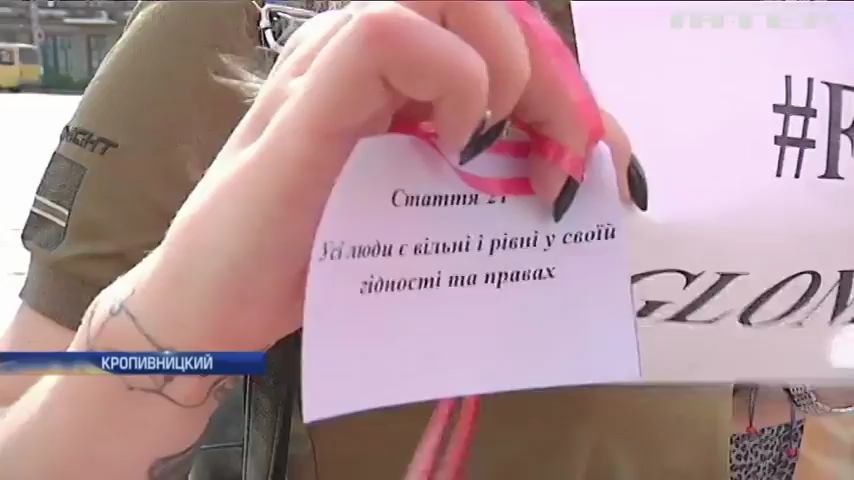 ІНТЕР
#
Стаття 21
Усі люди є вільні і рівні у своїй
гідності та правах
КРОПИВНИЦЬКИЙ